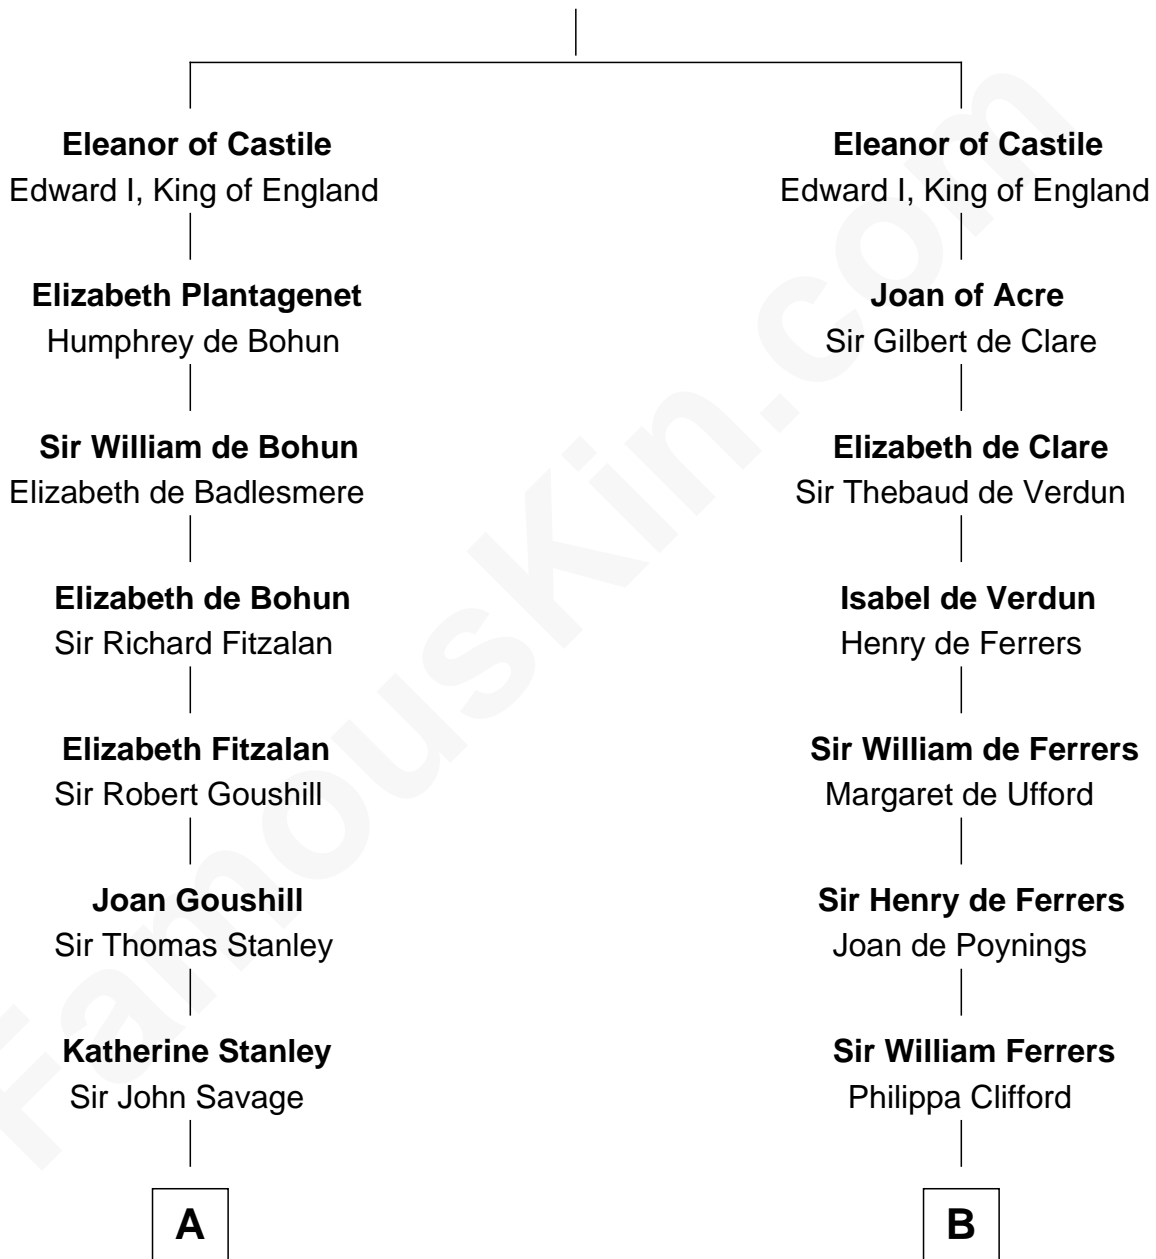 Eleanor of Castile
Edward I, King of England
Elizabeth Plantagenet
Humphrey de Bohun
Sir William de Bohun
Elizabeth de Badlesmere
Elizabeth de Bohun
Sir Richard Fitzalan
Elizabeth Fitzalan
Sir Robert Goushill
Joan Goushill
Sir Thomas Stanley
Katherine Stanley
Sir John Savage
A
Eleanor of Castile
Edward I, King of England
Joan of Acre
Sir Gilbert de Clare
Elizabeth de Clare
Sir Thebaud de Verdun
Isabel de Verdun
Henry de Ferrers
Sir William de Ferrers
Margaret de Ufford
Sir Henry de Ferrers
Joan de Poynings
Sir William Ferrers
Philippa Clifford
B
FamousKin.com